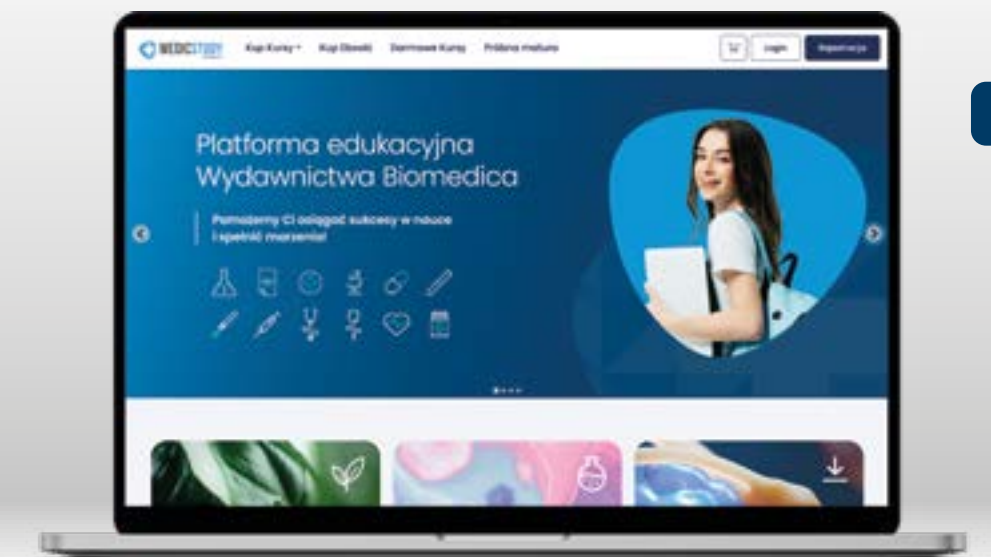 MEDICSTUDY
Kup Kursy Kup Ebooki Darmowe Kursy Próbna matura
Login Rejestracja
Platforma edukacyjna
Wydawnictwa Biomedica
Pomożemy Ci osiągać sukcesy w nauce
i spełnić marzenia!